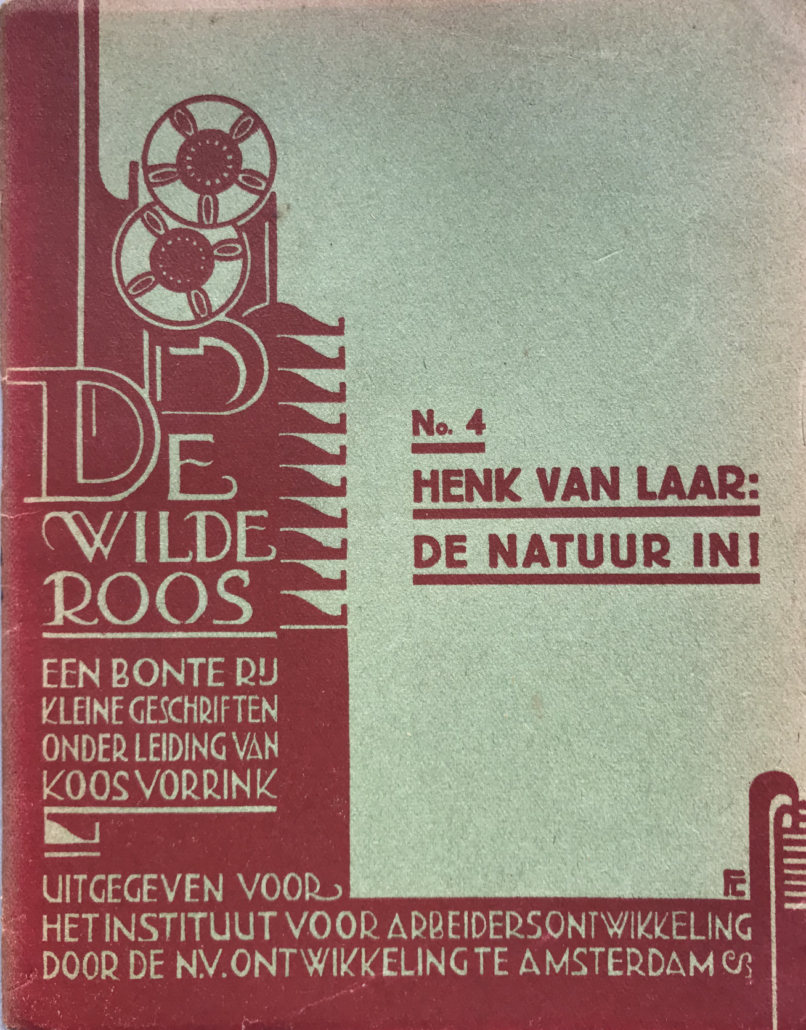 DE
WILDE
ROOS
EEN BONTE RIJ
KLEINE GESCHRIFTEN
ONDER LEIDING VAN
KOOS VORRINK
No. 4
HENK VAN LAAR:
DE NATUUR IN!
UITGEGEVEN VOOR
HET INSTITUUT VOOR ARBEIDERSONTWIKKELING
DOOR DE N.V. ONTWIKKELING TE AMSTERDAM